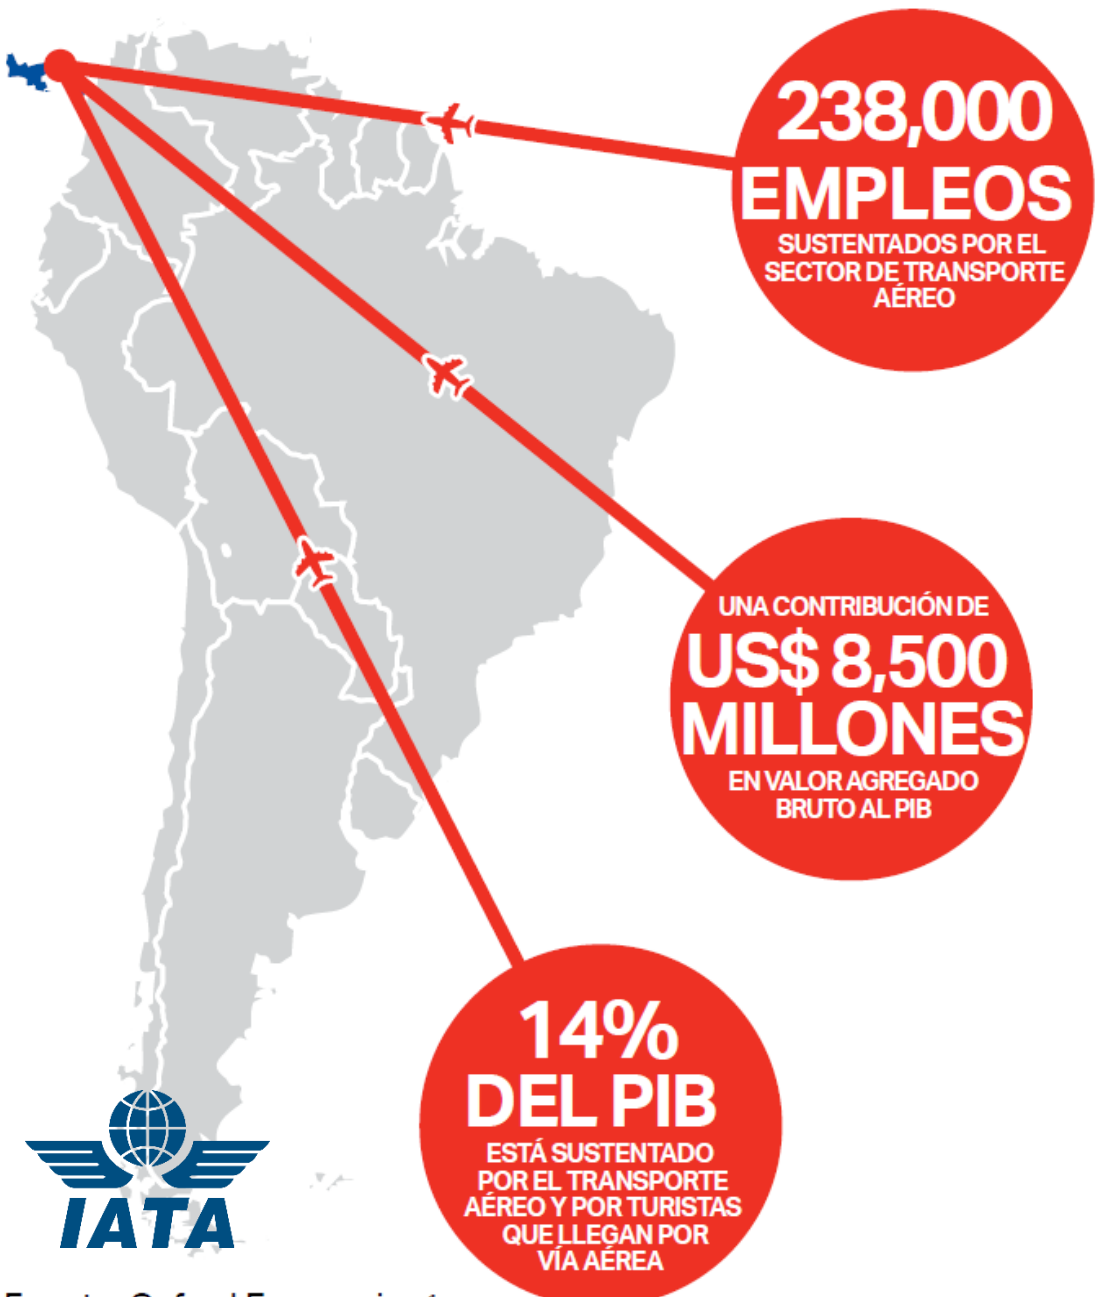 238,000
EMPLEOS
SUSTENTADOS POR EL
SECTOR DE TRANSPORTE
AÉREO
UNA CONTRIBUCIÓN DE
US$ 8,500
MILLONES
EN VALOR AGREGADO
BRUTO AL PIB
14%
DEL PIB
ESTÁ SUSTENTADO
POR EL TRANSPORTE
AÉREO Y POR TURISTAS
QUE LLEGAN POR
VÍA AÉREA
IATA